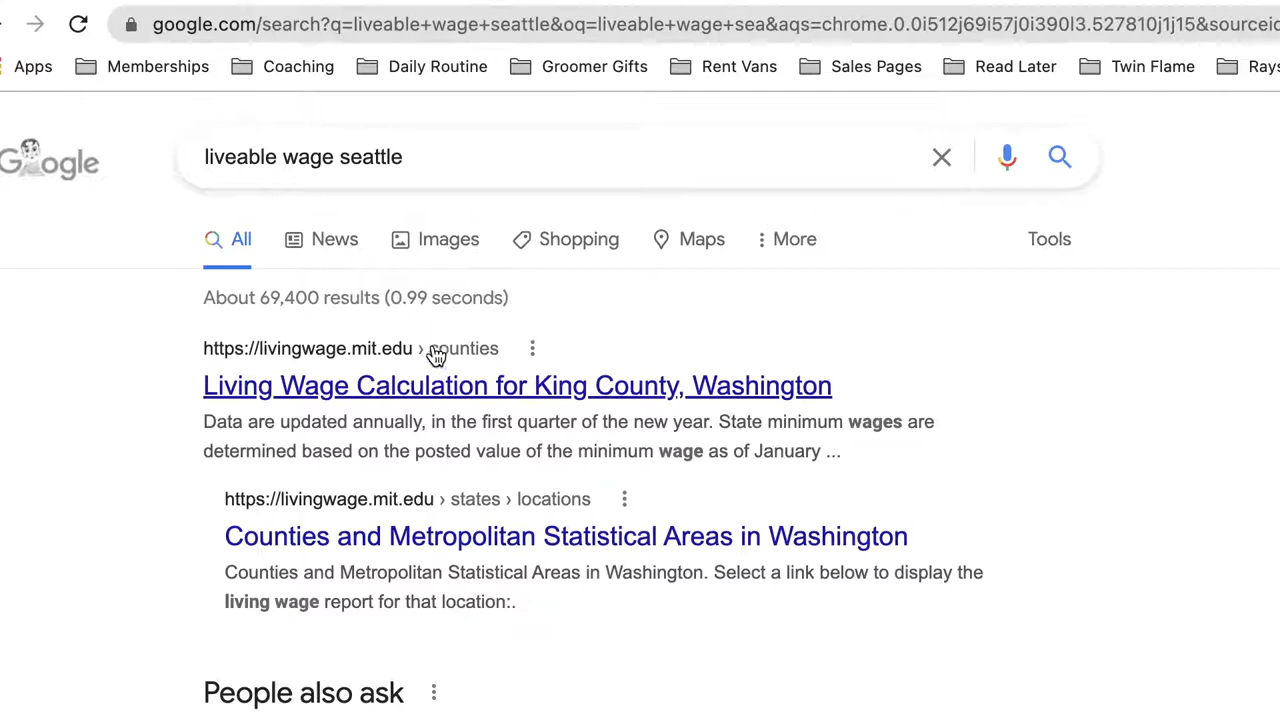 google.com/search?q=liveable+wage+seattle&oq=liveable+wage+sea&aqs=chrome.0.0i512j69i57j0i390l3.527810j1j15&sourceid
Apps Memberships Coaching Daily Routine Groomer Gifts Rent Vans Sales Pages Read Later Twin Flame Rays
Google
liveable wage seattle
All News Images Shopping Maps More Tools
About 69,400 results (0.99 seconds)
https://livingwage.mit.edu › counties
Living Wage Calculation for King County, Washington
Data are updated annually, in the first quarter of the new year. State minimum wages are
determined based on the posted value of the minimum wage as of January ...
https://livingwage.mit.edu › states › locations
Counties and Metropolitan Statistical Areas in Washington
Counties and Metropolitan Statistical Areas in Washington. Select a link below to display the
living wage report for that location:.
People also ask